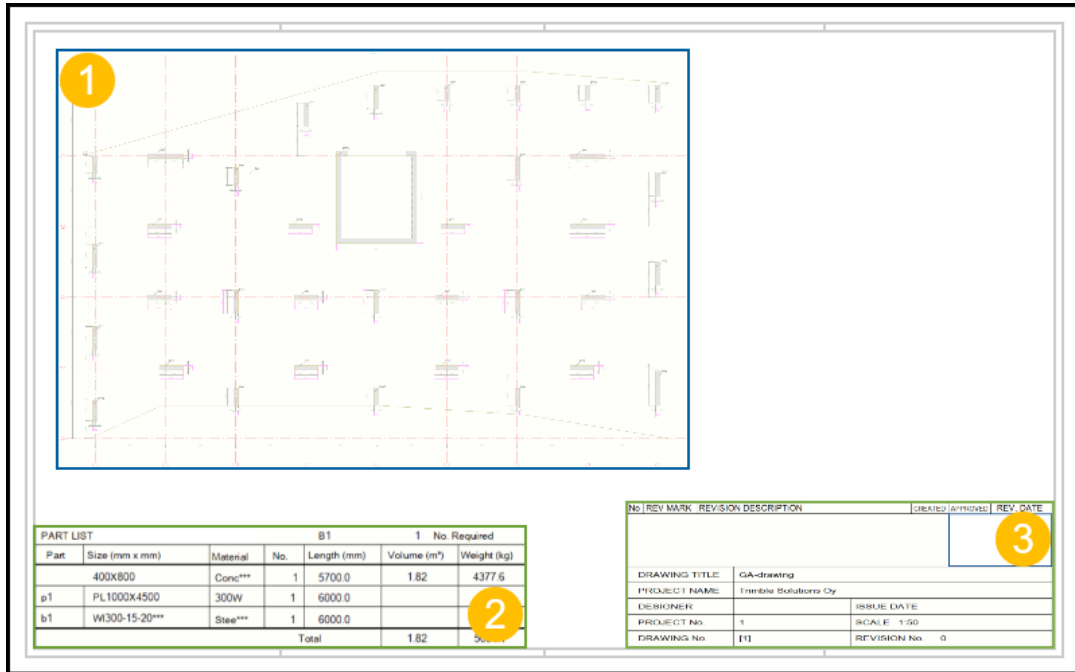 1
PART LIST B1 1 No. Required
Part Size (mm x mm) Material No. Length (mm) Volume (m³) Weight (kg)
400X800 Conc*** 1 5700.0 1.82 4377.6
p1 PL1000X4500 300W 1 6000.0
b1 WI300-15-20*** Stee*** 1 6000.0
Total 1.82
2
No REV MARK REVISION DESCRIPTION CREATED APPROVED REV. DATE
3
DRAWING TITLE GA-drawing
PROJECT NAME Trimble Solutions Oy
DESIGNER ISSUE DATE
PROJECT No. 1 SCALE 1:50
DRAWING No [1] REVISION No. 0